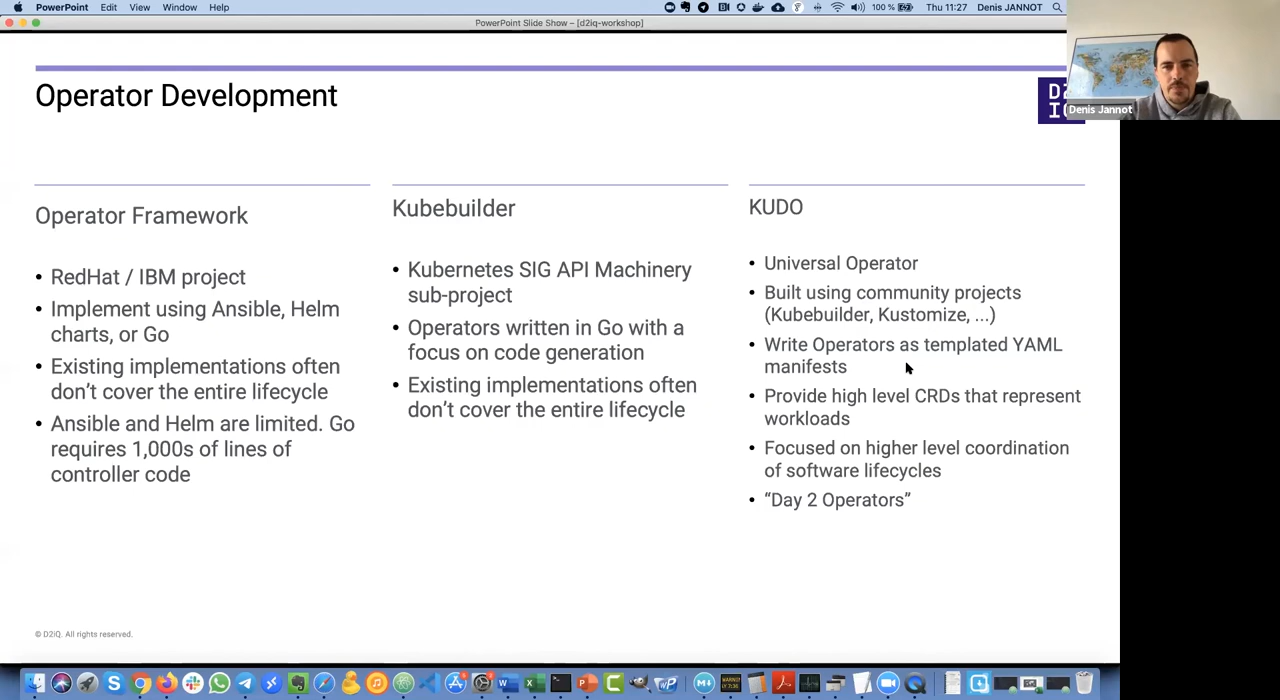 PowerPoint Edit View Window Help 100 % Thu 11:27 Denis JANNOT
PowerPoint Slide Show – [d2iq-workshop]
Operator Development
Denis Jannot
Operator Framework
• RedHat / IBM project
• Implement using Ansible, Helm
charts, or Go
• Existing implementations often
don’t cover the entire lifecycle
• Ansible and Helm are limited. Go
requires 1,000s of lines of
controller code
Kubebuilder
• Kubernetes SIG API Machinery
sub-project
• Operators written in Go with a
focus on code generation
• Existing implementations often
don’t cover the entire lifecycle
KUDO
• Universal Operator
• Built using community projects
(Kubebuilder, Kustomize, ...)
• Write Operators as templated YAML
manifests
• Provide high level CRDs that represent
workloads
• Focused on higher level coordination
of software lifecycles
• “Day 2 Operators”
© D2iQ. All rights reserved.